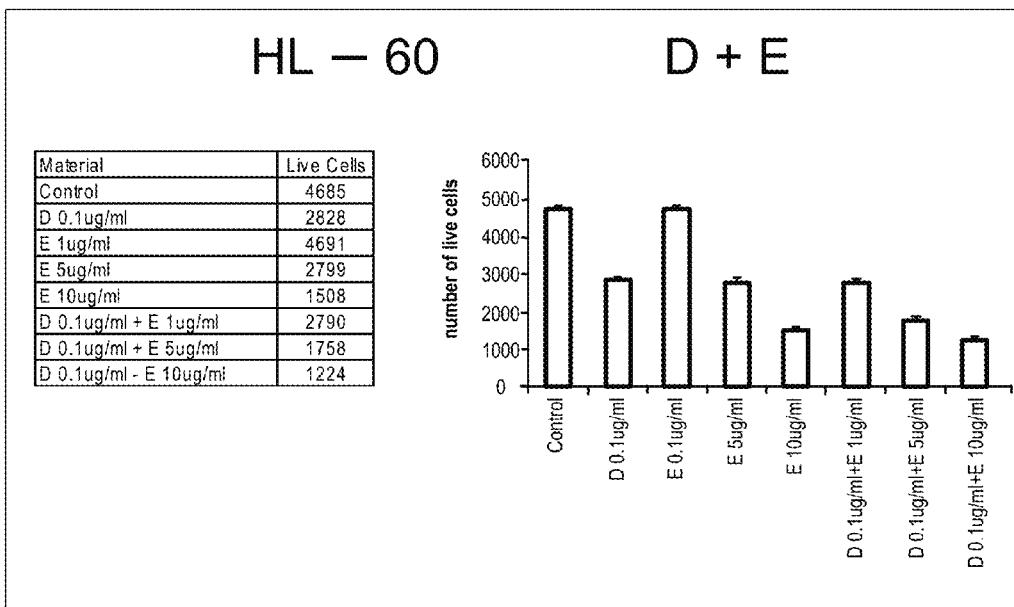 HL – 60
D + E
Material Live Cells
Control 4685
D 0.1ug/ml 2828
E 1ug/ml 4691
E 5ug/ml 2799
E 10ug/ml 1508
D 0.1ug/ml + E 1ug/ml 2790
D 0.1ug/ml + E 5ug/ml 1758
D 0.1ug/ml - E 10ug/ml 1224
number of live cells
6000
5000
4000
3000
2000
1000
0
Control
D 0.1ug/ml
E 0.1ug/ml
E 5ug/ml
E 10ug/ml
D 0.1ug/ml+E 1ug/ml
D 0.1ug/ml+E 5ug/ml
D 0.1ug/ml+E 10ug/ml